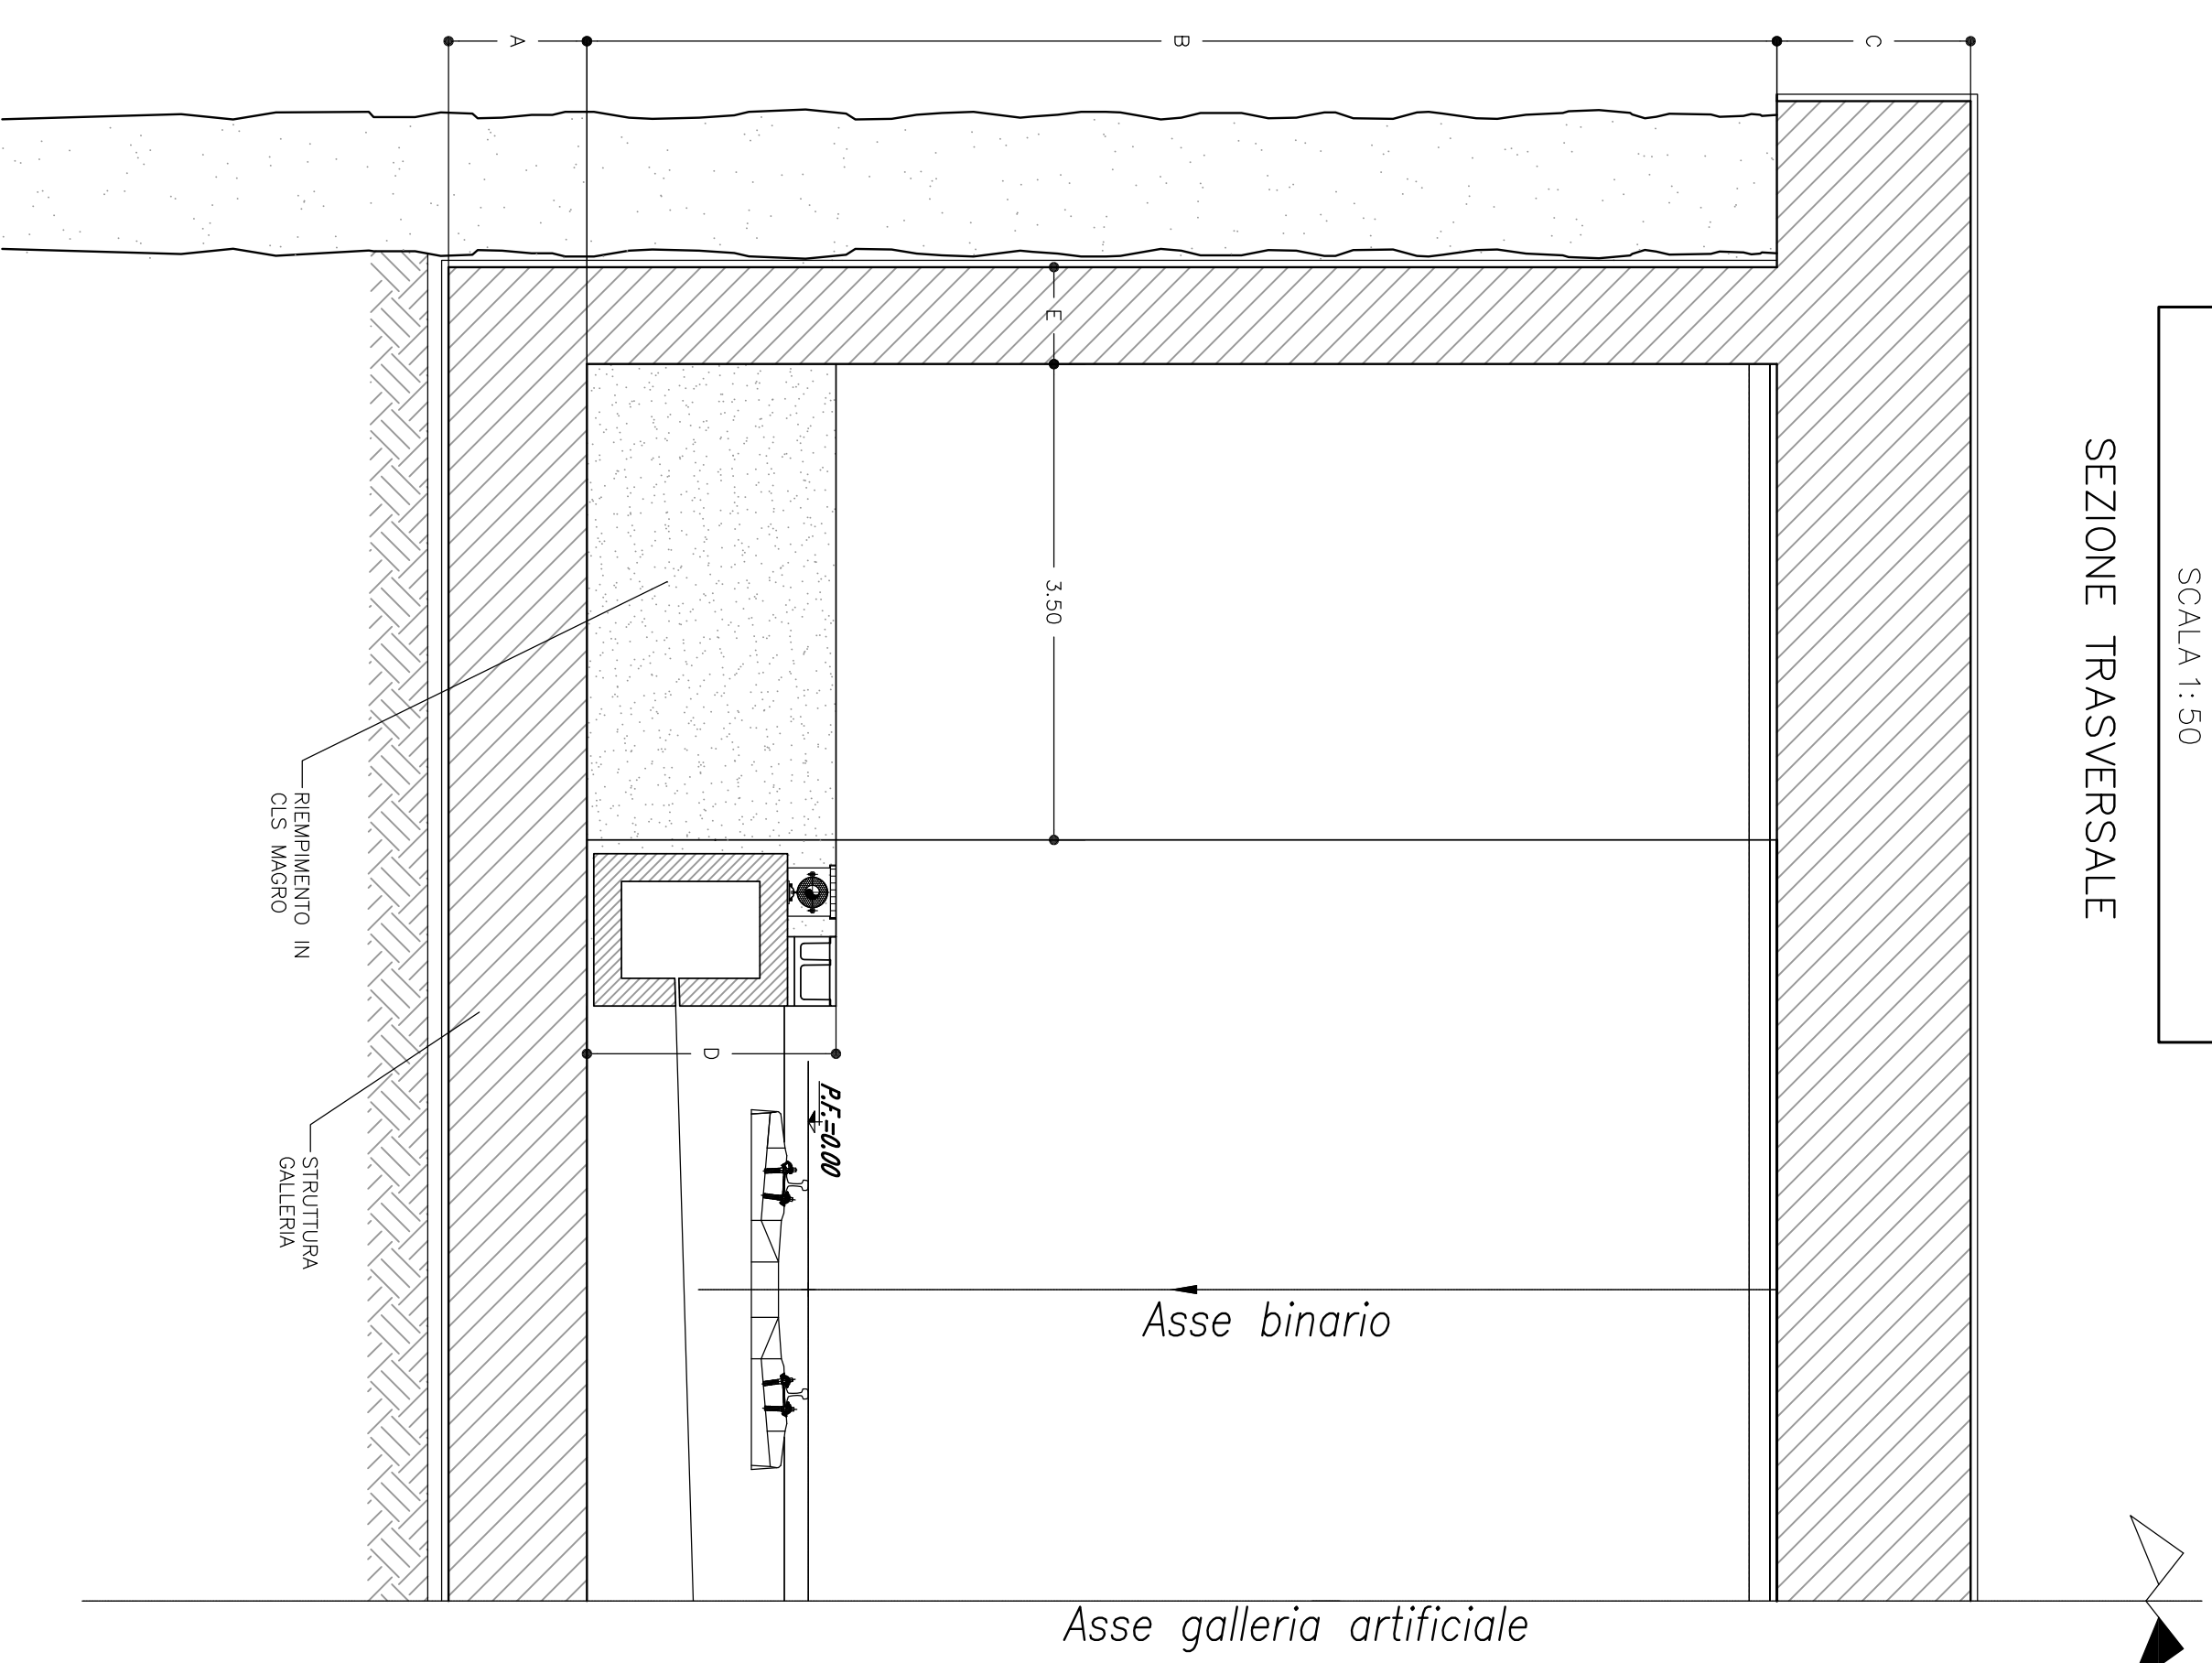 SCALA 1:50
SEZIONE TRASVERSALE
C
B
A
E
3.50
D
P.F.=0.00
RIEMPIMENTO IN
CLS MAGRO
STRUTTURA
GALLERIA
Asse binario
Asse galleria artificiale